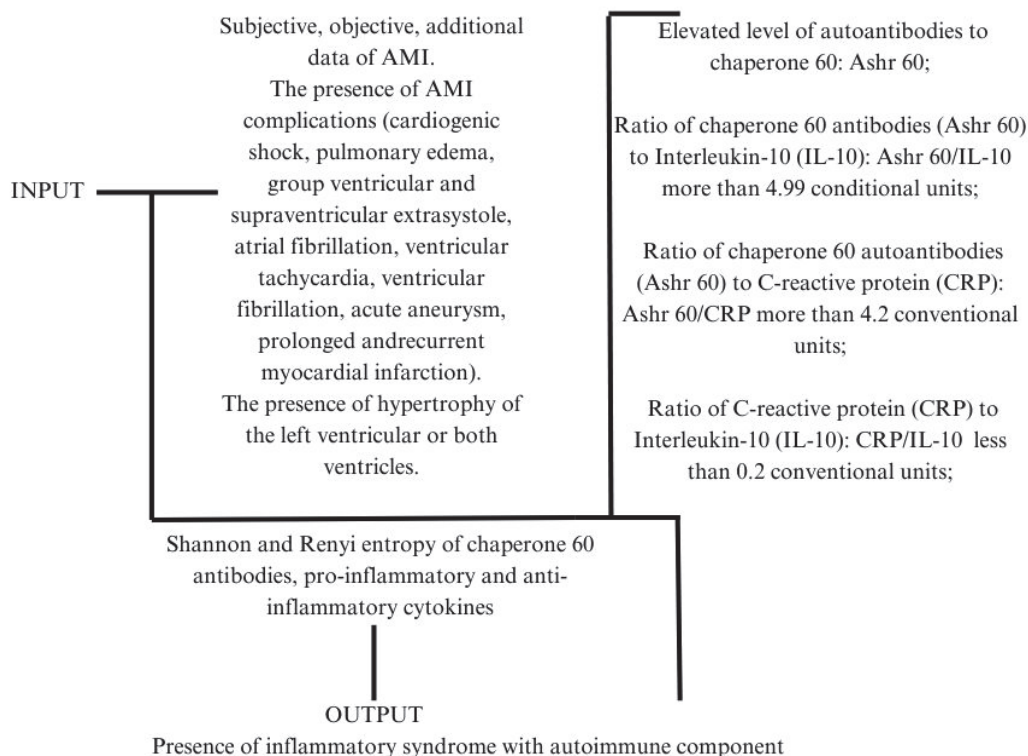 INPUT
Subjective, objective, additional
data of AMI.
The presence of AMI
complications (cardiogenic
shock, pulmonary edema,
group ventricular and
supraventricular extrasystole,
atrial fibrillation, ventricular
tachycardia, ventricular
fibrillation, acute aneurysm,
prolonged andrecurrent
myocardial infarction).
The presence of hypertrophy of
the left ventricular or both
ventricles.
Elevated level of autoantibodies to
chaperone 60: Ashr 60;
Ratio of chaperone 60 antibodies (Ashr 60)
to Interleukin-10 (IL-10): Ashr 60/IL-10
more than 4.99 conditional units;
Ratio of chaperone 60 autoantibodies
(Ashr 60) to C-reactive protein (CRP):
Ashr 60/CRP more than 4.2 conventional
units;
Ratio of C-reactive protein (CRP) to
Interleukin-10 (IL-10): CRP/IL-10 less
than 0.2 conventional units;
Shannon and Renyi entropy of chaperone 60
antibodies, pro-inflammatory and anti-
inflammatory cytokines
OUTPUT
Presence of inflammatory syndrome with autoimmune component